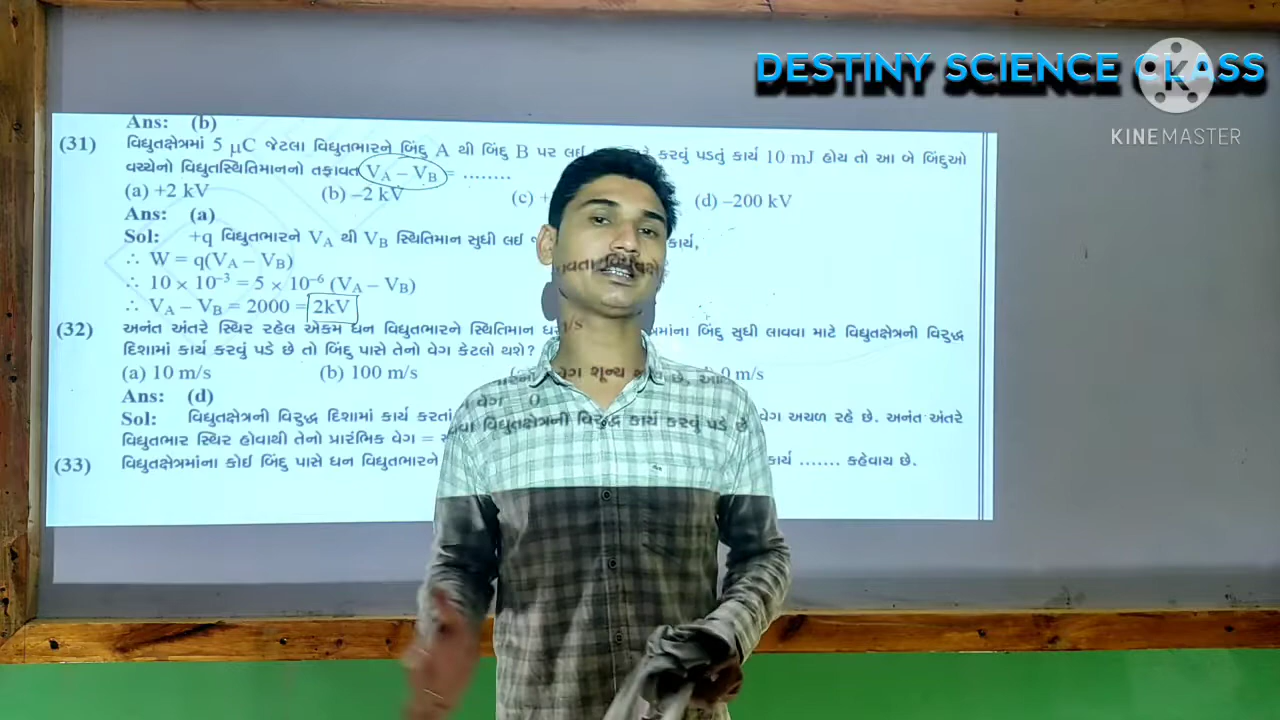 DESTINY SCIENCE CLASS
KINEMASTER
Ans: (b)
(31) વિદ્યુતક્ષેત્રમાં 5 μC જેટલા વિદ્યુતભારને બિંદુ A થી બિંદુ B પર લઈ કરવું પડતું કાર્ય 10 mJ હોય તો આ બે બિંદુઓ
વચ્ચેનો વિદ્યુતસ્થિતિમાનનો તફાવત V_A – V_B = ........
(a) +2 kV (b) –2 kV (c) + (d) –200 kV
Ans: (a)
Sol: +q વિદ્યુતભારને V_A થી V_B સ્થિતિમાન સુધી લઈ કાર્ય,
∴ W = q(V_A – V_B)
∴ 10 × 10⁻³ = 5 × 10⁻⁶ (V_A – V_B)
∴ V_A – V_B = 2000 = 2kV
(32) અનંત અંતરે સ્થિર રહેલ એકમ ધન વિદ્યુતભારને સ્થિતિમાન બિંદુ સુધી લાવવા માટે વિદ્યુતક્ષેત્રની વિરુદ્ધ
દિશામાં કાર્ય કરવું પડે છે તો બિંદુ પાસે તેનો વેગ કેટલો થશે?
(a) 10 m/s (b) 100 m/s 0 m/s
Ans: (d)
Sol: વિદ્યુતક્ષેત્રની વિરુદ્ધ દિશામાં કાર્ય કરતાં વેગ અચળ રહે છે. અનંત અંતરે
વિદ્યુતભાર સ્થિર હોવાથી તેનો પ્રારંભિક વેગ =
(33) વિદ્યુતક્ષેત્રમાંના કોઈ બિંદુ પાસે ધન વિદ્યુતભારને કાર્ય ....... કહેવાય છે.